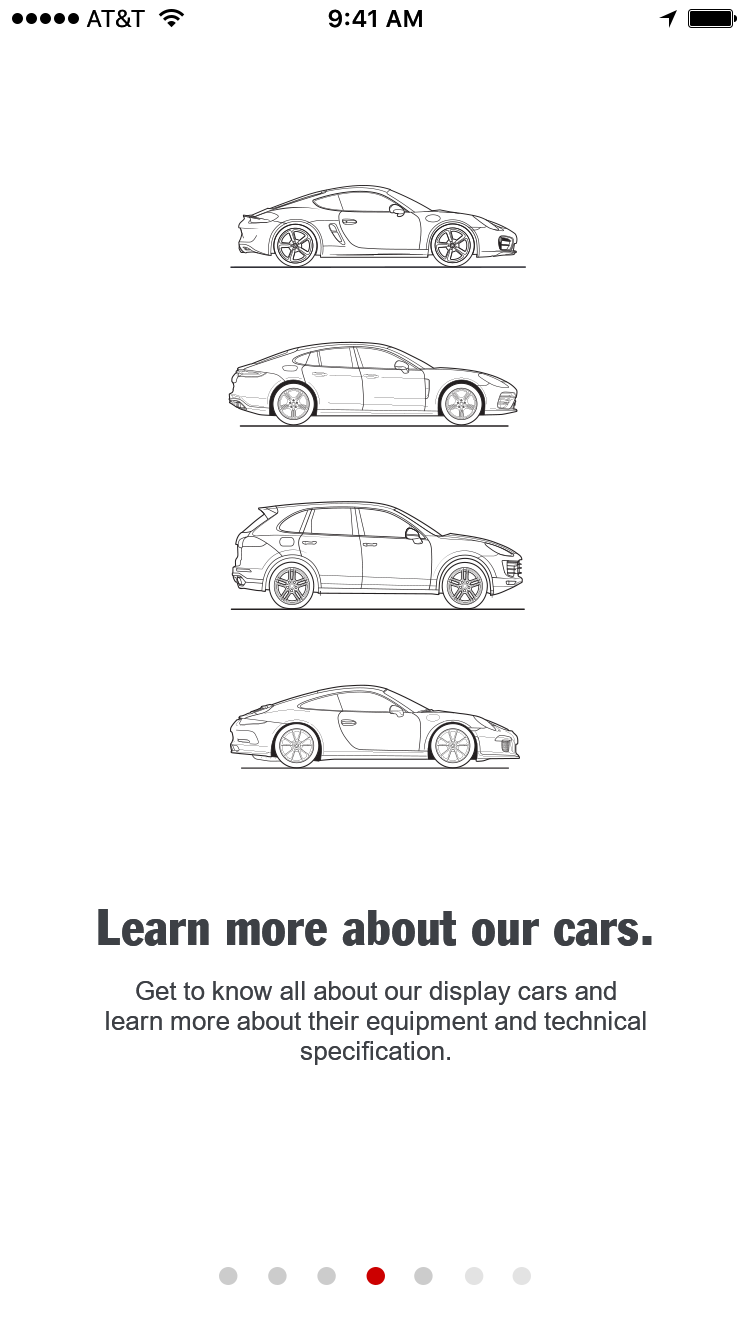 AT&T 9:41 AM
Learn more about our cars.
Get to know all about our display cars and
learn more about their equipment and technical
specification.